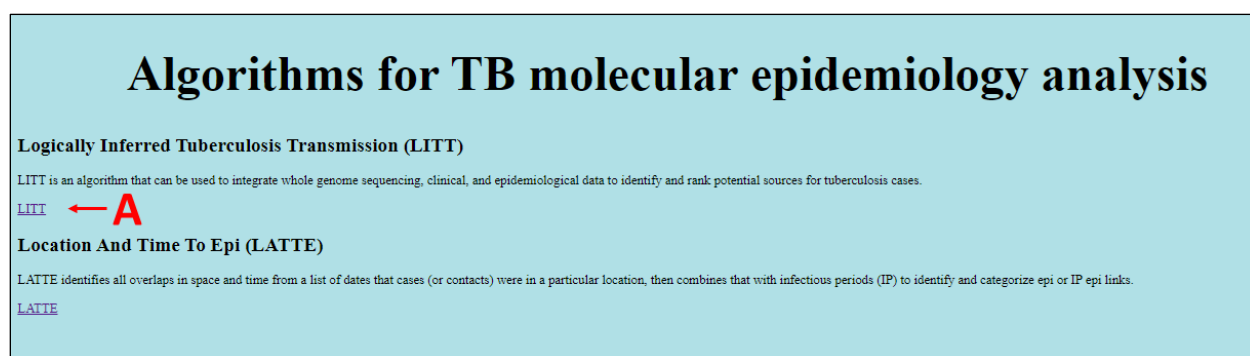 Algorithms for TB molecular epidemiology analysis
Logically Inferred Tuberculosis Transmission (LITT)
LITT is an algorithm that can be used to integrate whole genome sequencing, clinical, and epidemiological data to identify and rank potential sources for tuberculosis cases.
LITT A
Location And Time To Epi (LATTE)
LATTE identifies all overlaps in space and time from a list of dates that cases (or contacts) were in a particular location, then combines that with infectious periods (IP) to identify and categorize epi or IP epi links.
LATTE